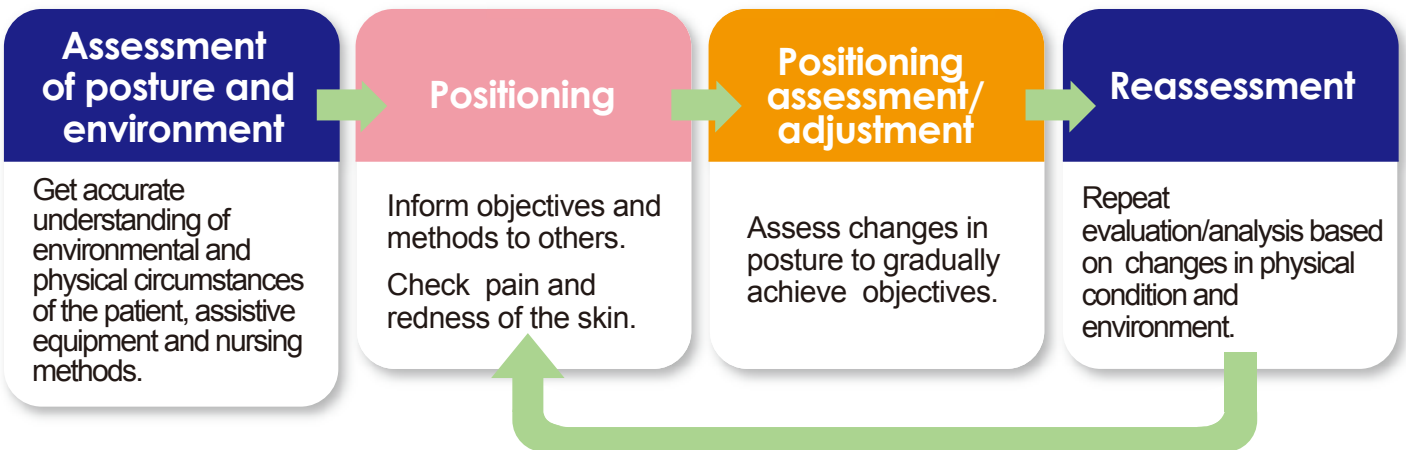 Assessment
of posture and
environment
Get accurate
understanding of
environmental and
physical circumstances
of the patient, assistive
equipment and nursing
methods.
Positioning
Inform objectives and
methods to others.
Check pain and
redness of the skin.
Positioning
assessment/
adjustment
Assess changes in
posture to gradually
achieve objectives.
Reassessment
Repeat
evaluation/analysis based
on changes in physical
condition and
environment.